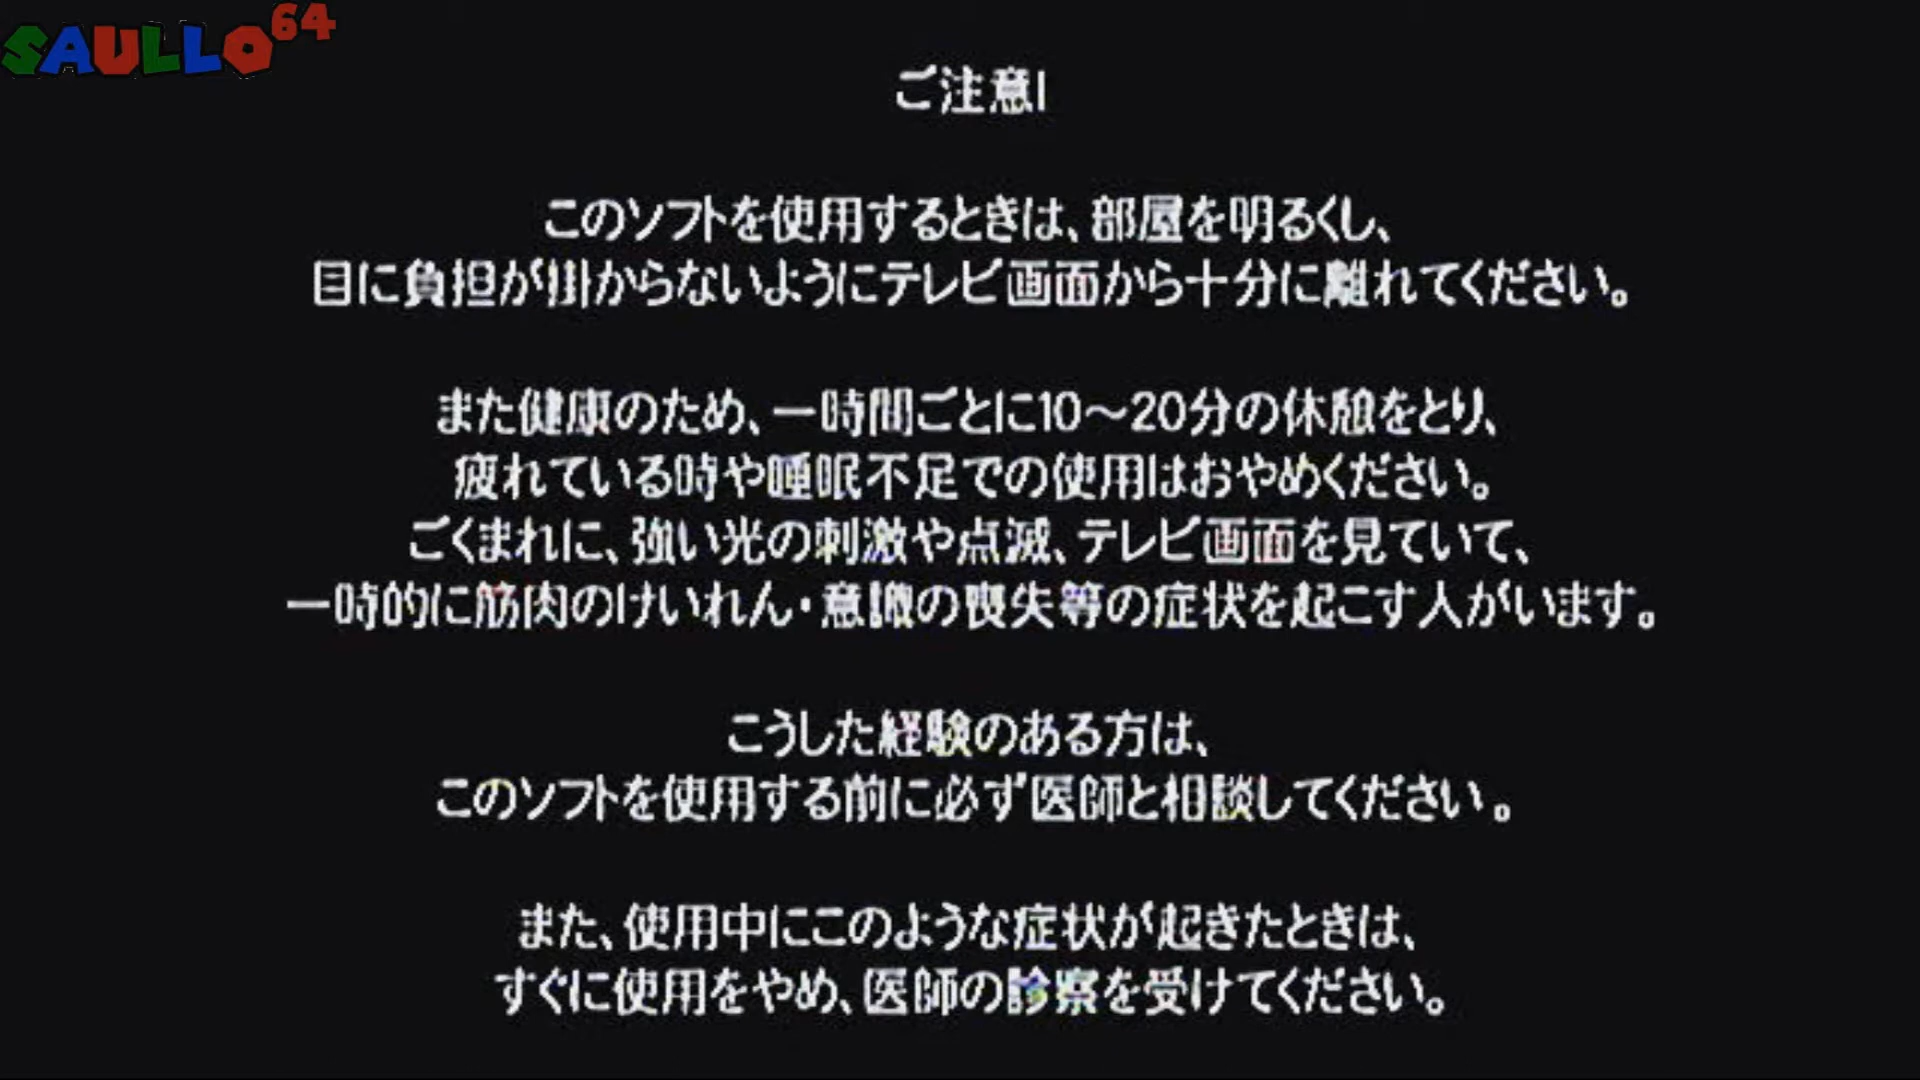 SAULLO64
ご注意!
このソフトを使用するときは、部屋を明るくし、
目に負担が掛からないようにテレビ画面から十分に離れてください。
また健康のため、一時間ごとに10～20分の休憩をとり、
疲れている時や睡眠不足での使用はおやめください。
ごくまれに、強い光の刺激や点滅、テレビ画面を見ていて、
一時的に筋肉のけいれん・意識の喪失等の症状を起こす人がいます。
こうした経験のある方は、
このソフトを使用する前に必ず医師と相談してください。
また、使用中にこのような症状が起きたときは、
すぐに使用をやめ、医師の診察を受けてください。